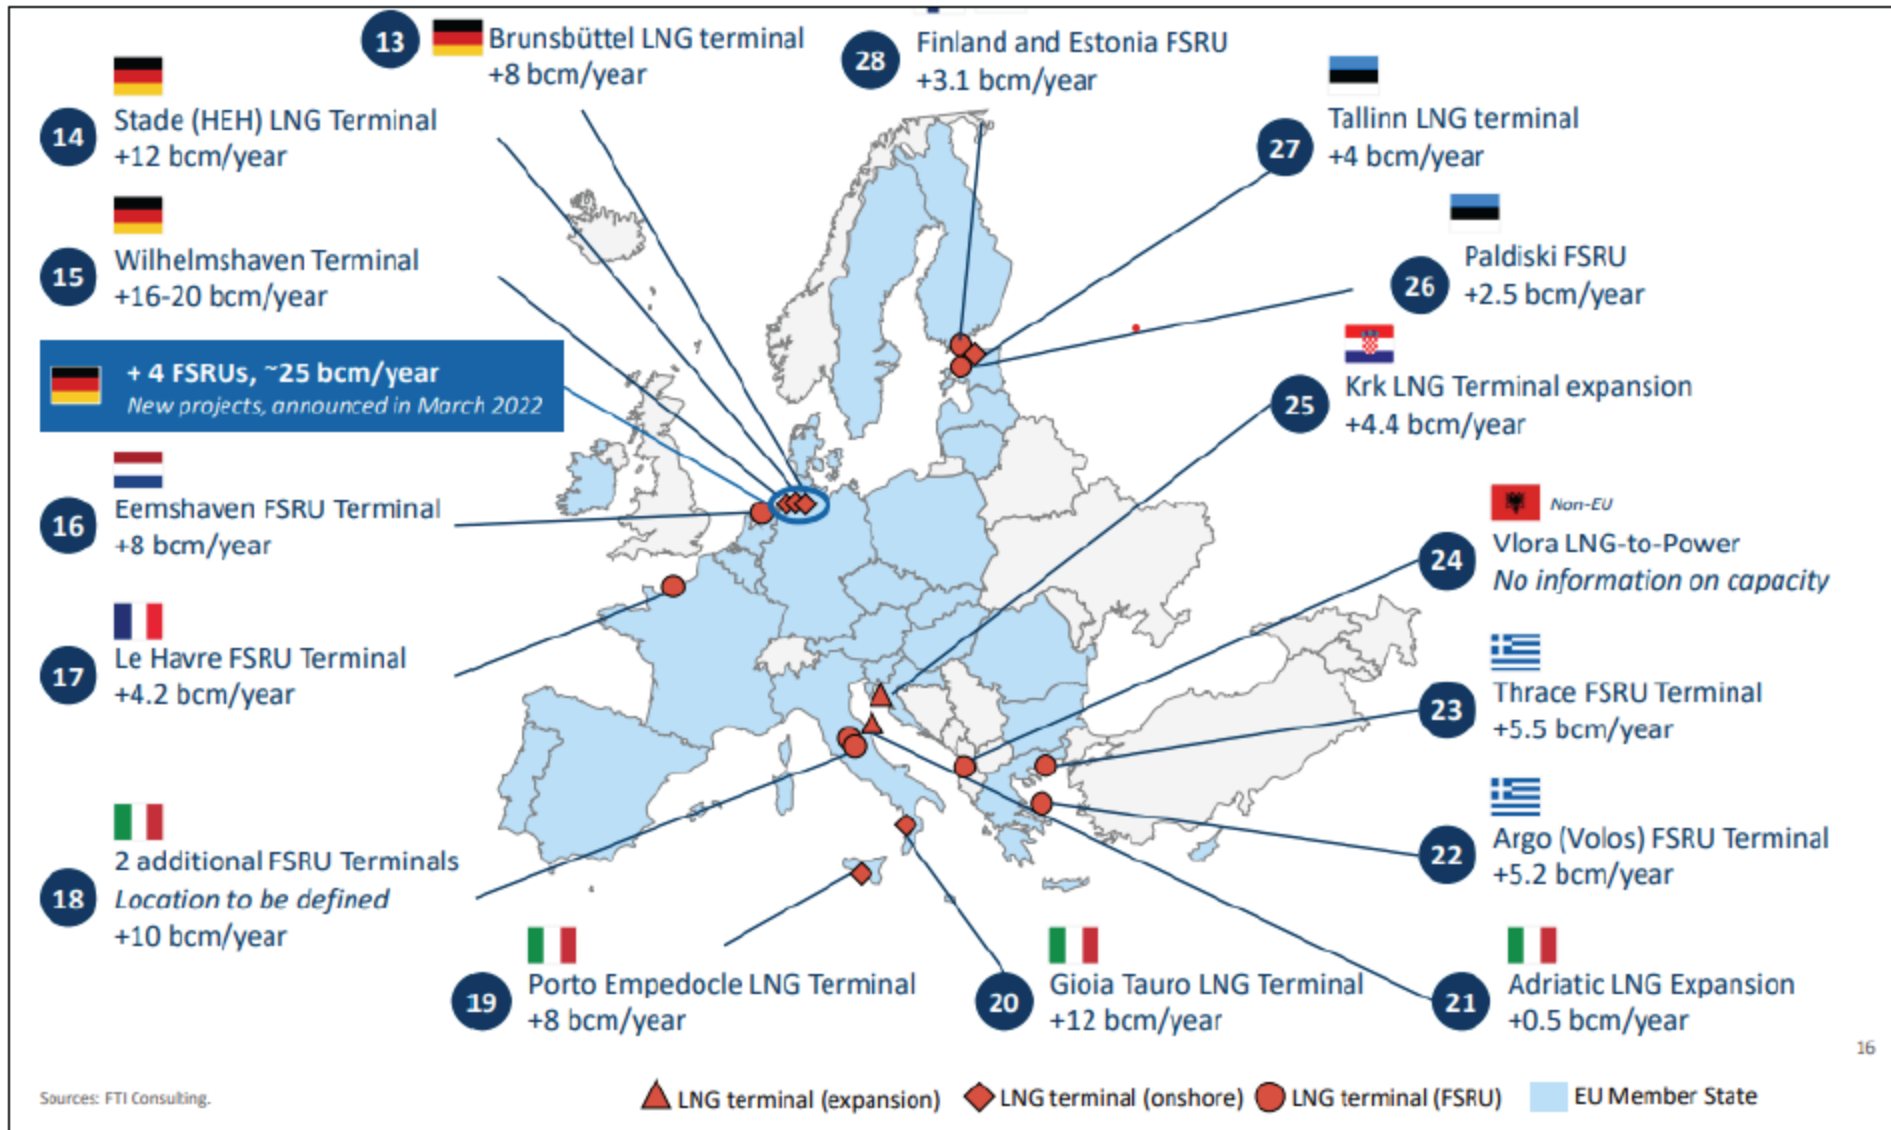 13
Brunsbüttel LNG terminal
+8 bcm/year
28
Finland and Estonia FSRU
+3.1 bcm/year
14
Stade (HEH) LNG Terminal
+12 bcm/year
27
Tallinn LNG terminal
+4 bcm/year
15
Wilhelmshaven Terminal
+16-20 bcm/year
26
Paldiski FSRU
+2.5 bcm/year
+ 4 FSRUs, ~25 bcm/year
New projects, announced in March 2022
25
Krk LNG Terminal expansion
+4.4 bcm/year
16
Eemshaven FSRU Terminal
+8 bcm/year
Non-EU
24
Vlora LNG-to-Power
No information on capacity
17
Le Havre FSRU Terminal
+4.2 bcm/year
23
Thrace FSRU Terminal
+5.5 bcm/year
18
2 additional FSRU Terminals
Location to be defined
+10 bcm/year
22
Argo (Volos) FSRU Terminal
+5.2 bcm/year
19
Porto Empedocle LNG Terminal
+8 bcm/year
20
Gioia Tauro LNG Terminal
+12 bcm/year
21
Adriatic LNG Expansion
+0.5 bcm/year
16
Sources: FTI Consulting.
LNG terminal (expansion)
LNG terminal (onshore)
LNG terminal (FSRU)
EU Member State